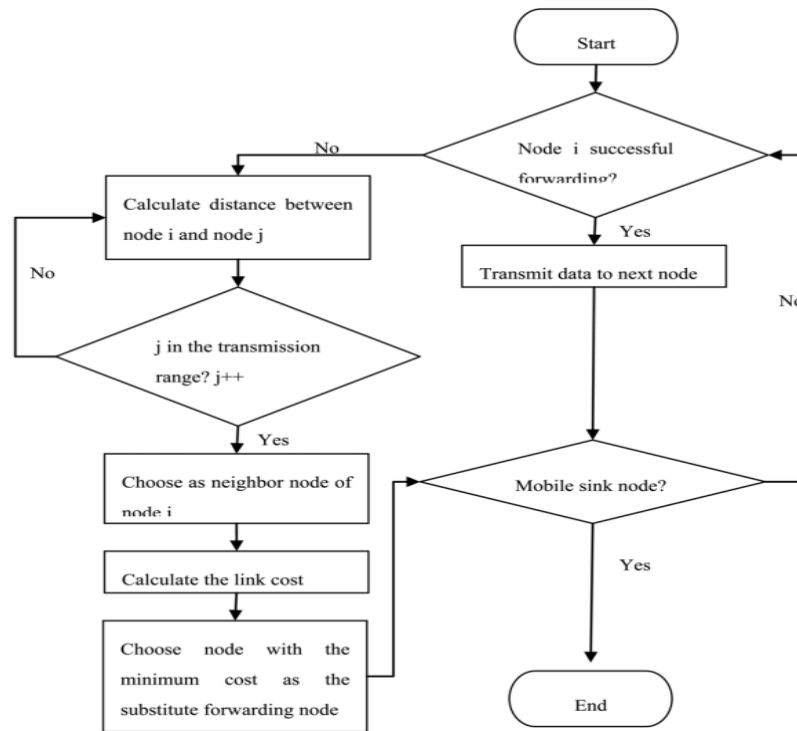 Start
No
Node i successful
forwarding?
Yes
Calculate distance between
node i and node j
Transmit data to next node
No
No
j in the transmission
range? j++
Yes
Choose as neighbor node of
node i
Mobile sink node?
Calculate the link cost
Yes
Choose node with the
minimum cost as the
substitute forwarding node
End